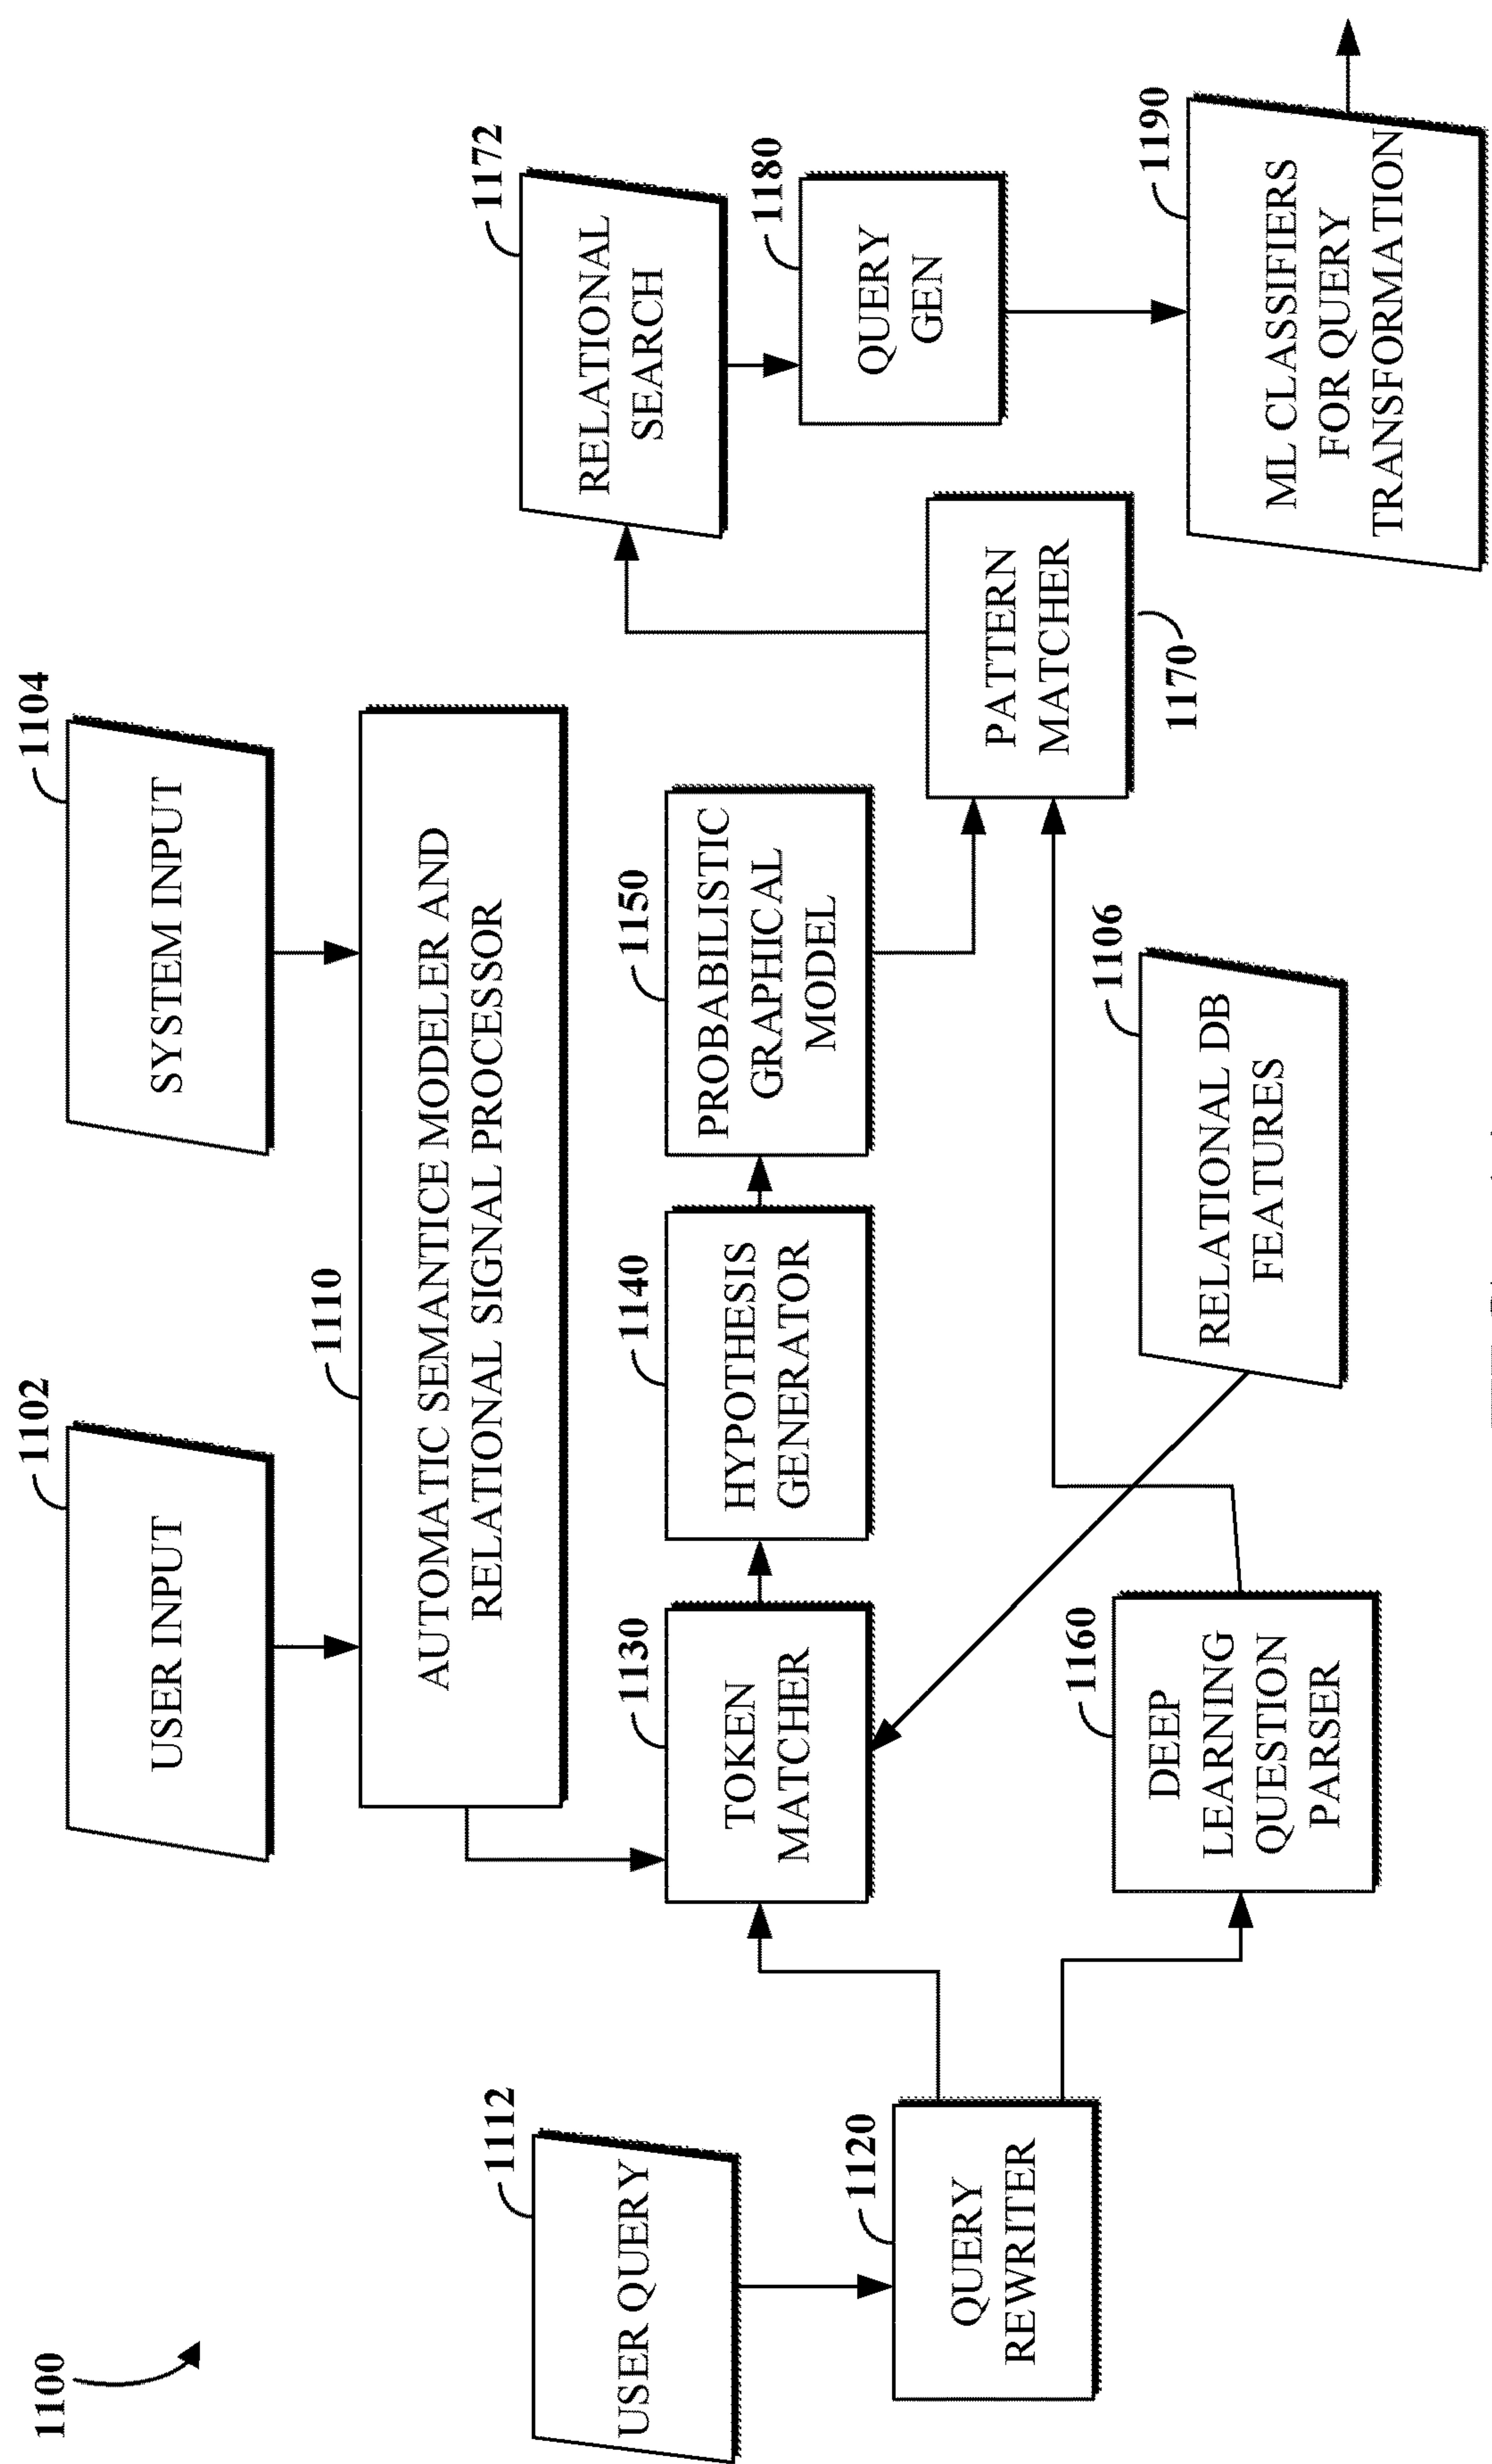 1100
1102
USER INPUT
1104
SYSTEM INPUT
1110
AUTOMATIC SEMANTICE MODELER AND
RELATIONAL SIGNAL PROCESSOR
1112
USER QUERY
1120
QUERY
REWRITER
1130
TOKEN
MATCHER
1140
HYPOTHESIS
GENERATOR
1150
PROBABILISTIC
GRAPHICAL
MODEL
1160
DEEP
LEARNING
QUESTION
PARSER
1106
RELATIONAL DB
FEATURES
PATTERN
MATCHER
1170
1172
RELATIONAL
SEARCH
1180
QUERY
GEN
1190
ML CLASSIFIERS
FOR QUERY
TRANSFORMATION